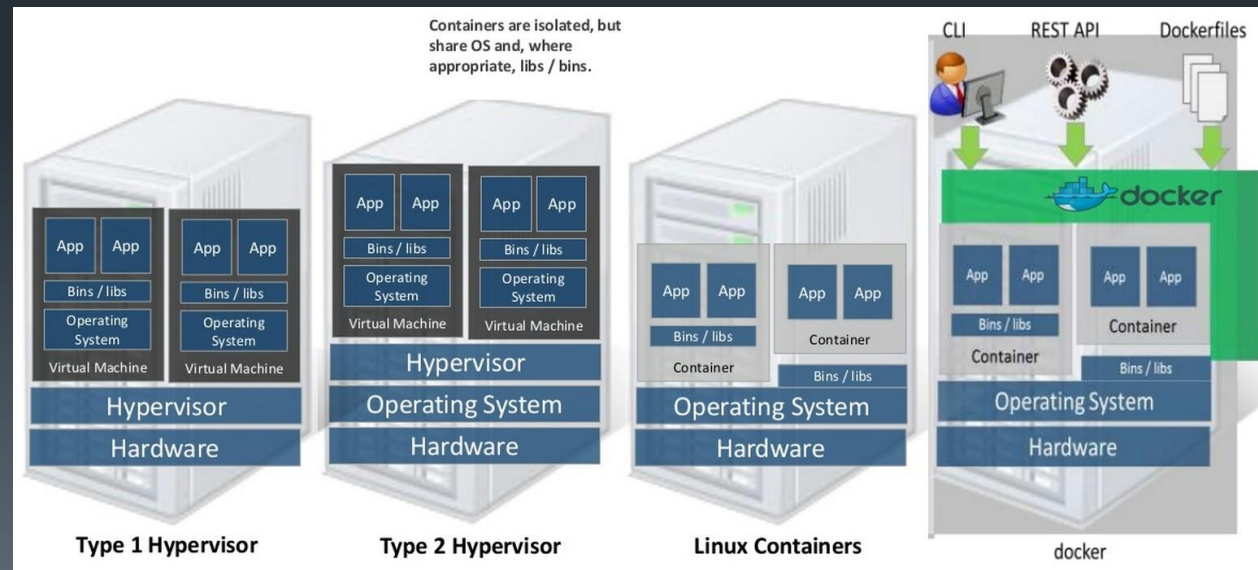 Containers are isolated, but
share OS and, where
appropriate, libs / bins.
CLI REST API Dockerfiles
App App
Bins / libs
Operating
System
Virtual Machine
App App
Bins / libs
Operating
System
Virtual Machine
Hypervisor
Hardware
Type 1 Hypervisor
App App
Bins / libs
Operating
System
Virtual Machine
App App
Bins / libs
Operating
System
Virtual Machine
Hypervisor
Operating System
Hardware
Type 2 Hypervisor
App App
Bins / libs
Container
App App
Container
Bins / libs
Operating System
Hardware
Linux Containers
docker
App App
Bins / libs
Container
App App
Container
Bins / libs
Operating System
Hardware
docker